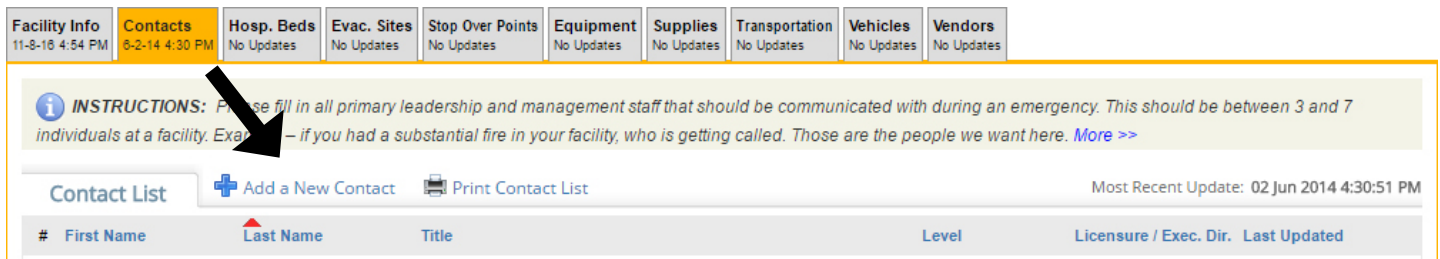 Facility Info Contacts Hosp. Beds Evac. Sites Stop Over Points Equipment Supplies Transportation Vehicles Vendors
11-8-16 4:54 PM 6-2-14 4:30 PM No Updates No Updates No Updates No Updates No Updates No Updates No Updates No Updates
INSTRUCTIONS: fill in all primary leadership and management staff that should be communicated with during an emergency. This should be between 3 and 7
individuals at a facility. – if you had a substantial fire in your facility, who is getting called. Those are the people we want here. More >>
Contact List Add a New Contact Print Contact List Most Recent Update: 02 Jun 2014 4:30:51 PM
# First Name Last Name Title Level Licensure / Exec. Dir. Last Updated